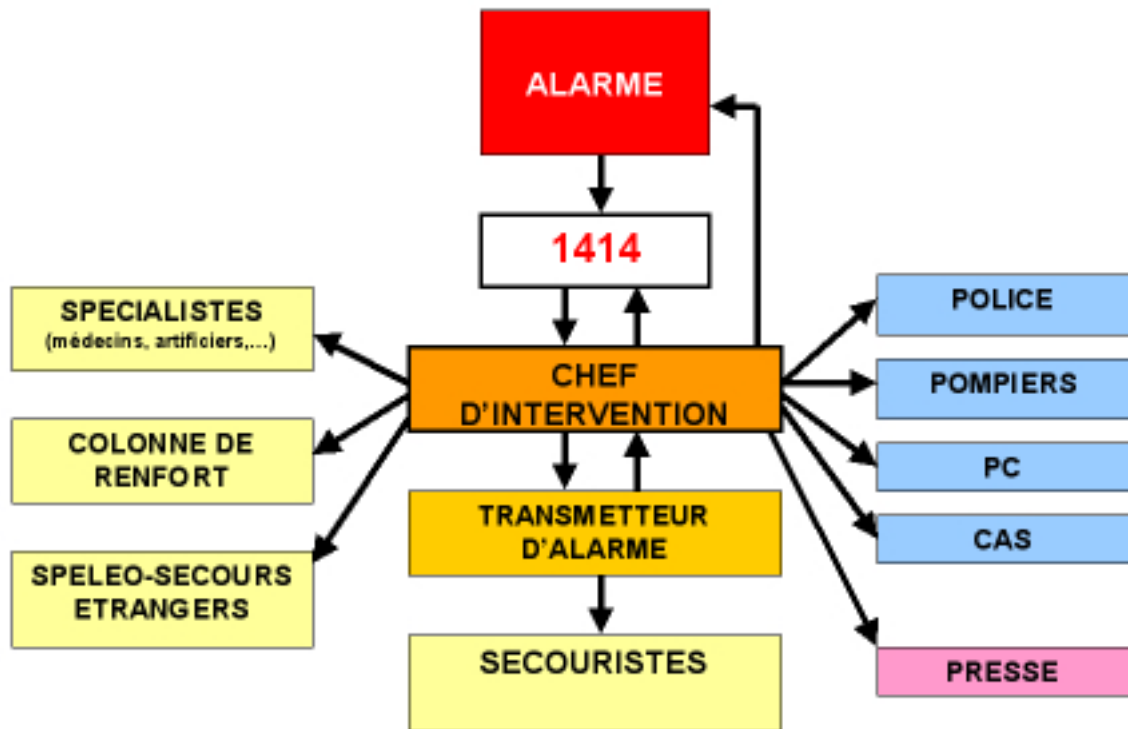 ALARME
1414
SPECIALISTES
(médecins, artificiers,...)
COLONNE DE
RENFORT
SPELEO-SECOURS
ETRANGERS
CHEF
D'INTERVENTION
TRANSMETTEUR
D'ALARME
SECOURISTES
POLICE
POMPIERS
PC
CAS
PRESSE